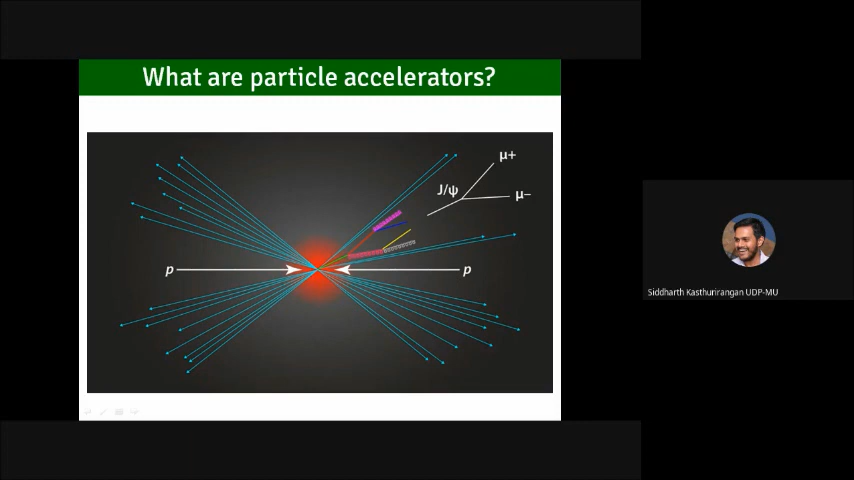 What are particle accelerators?
μ+
J/ψ
μ−
p
p
Siddharth Kasthurirangan UDP-MU